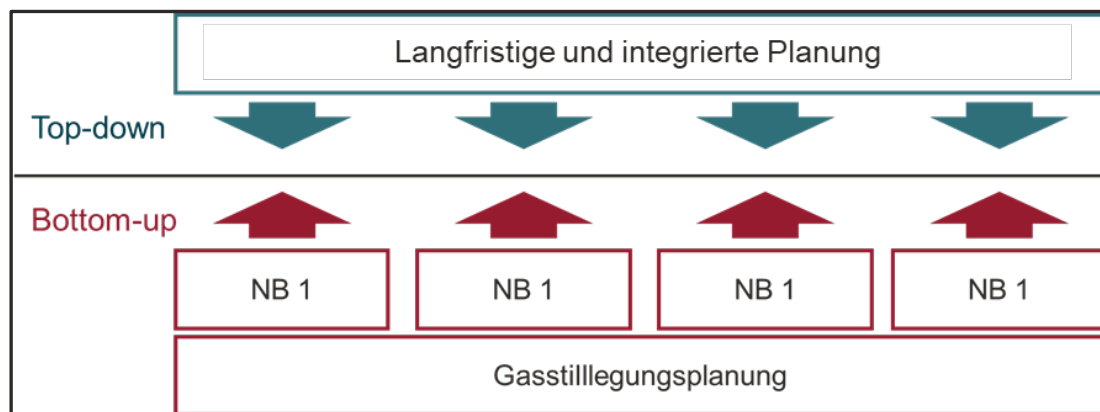 Langfristige und integrierte Planung
Top-down
Bottom-up
NB 1
NB 1
NB 1
NB 1
Gasstilllegungsplanung